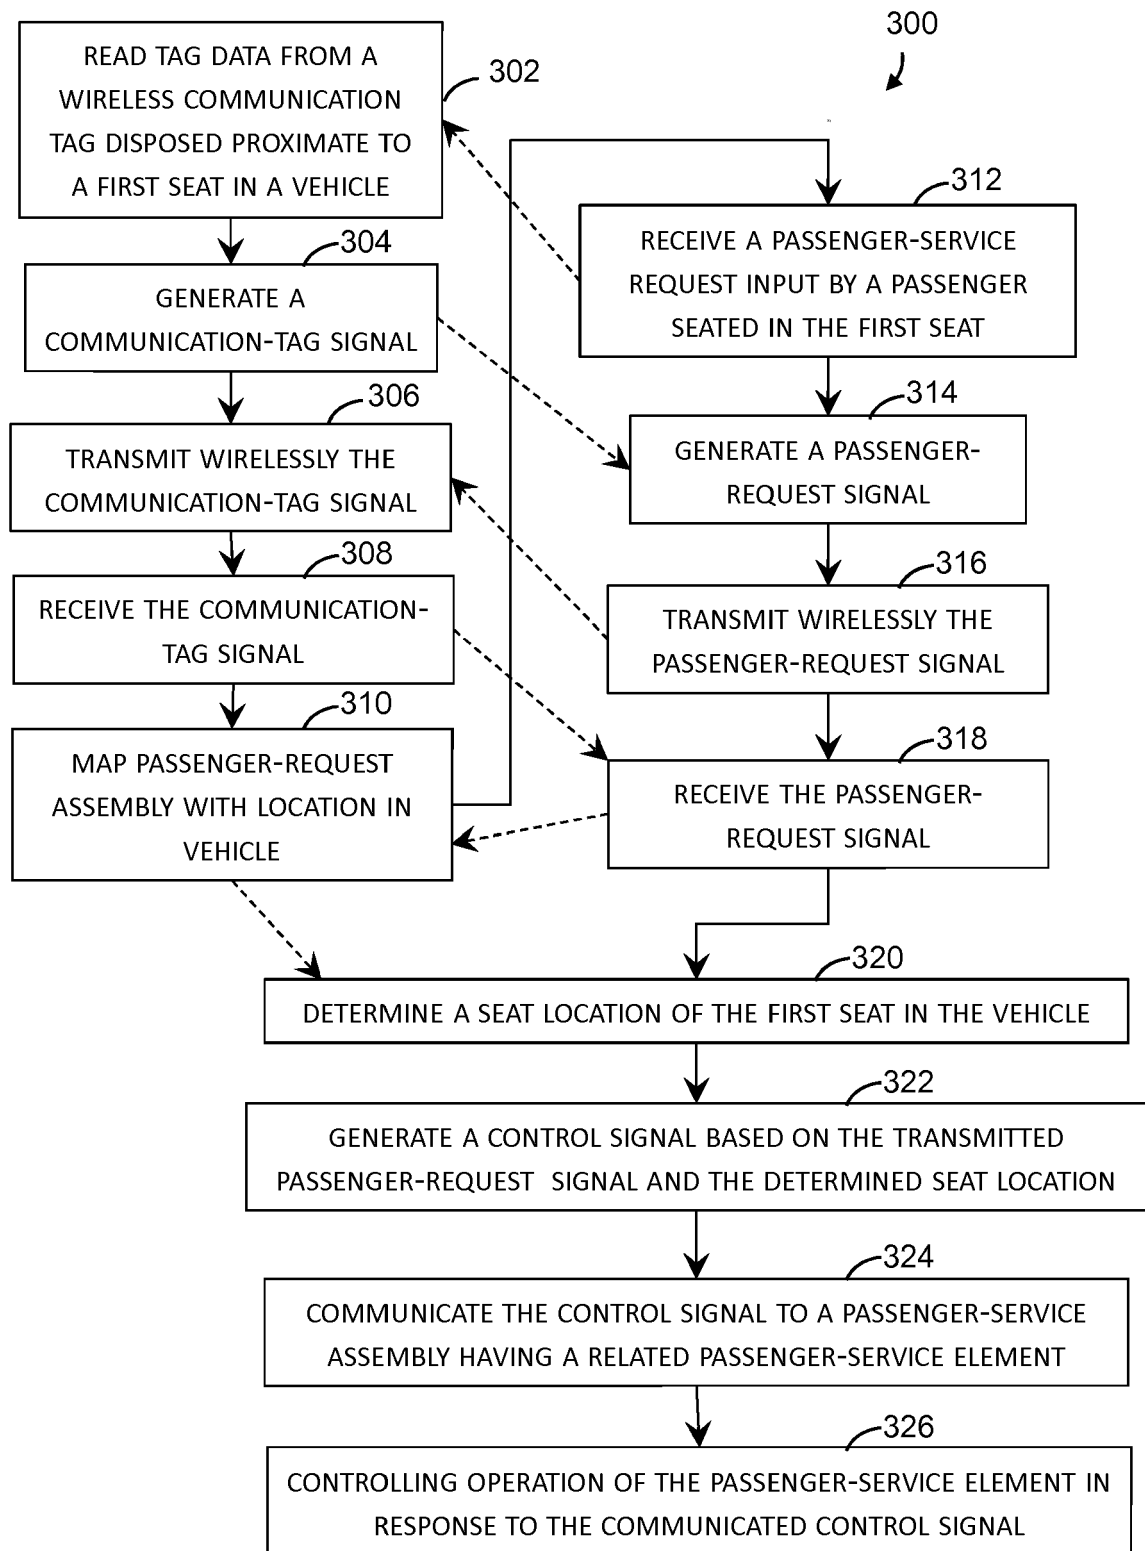 300
READ TAG DATA FROM A
WIRELESS COMMUNICATION
TAG DISPOSED PROXIMATE TO
A FIRST SEAT IN A VEHICLE
302
304
GENERATE A
COMMUNICATION-TAG SIGNAL
306
TRANSMIT WIRELESSLY THE
COMMUNICATION-TAG SIGNAL
308
RECEIVE THE COMMUNICATION-
TAG SIGNAL
310
MAP PASSENGER-REQUEST
ASSEMBLY WITH LOCATION IN
VEHICLE
312
RECEIVE A PASSENGER-SERVICE
REQUEST INPUT BY A PASSENGER
SEATED IN THE FIRST SEAT
314
GENERATE A PASSENGER-
REQUEST SIGNAL
316
TRANSMIT WIRELESSLY THE
PASSENGER-REQUEST SIGNAL
318
RECEIVE THE PASSENGER-
REQUEST SIGNAL
320
DETERMINE A SEAT LOCATION OF THE FIRST SEAT IN THE VEHICLE
322
GENERATE A CONTROL SIGNAL BASED ON THE TRANSMITTED
PASSENGER-REQUEST SIGNAL AND THE DETERMINED SEAT LOCATION
324
COMMUNICATE THE CONTROL SIGNAL TO A PASSENGER-SERVICE
ASSEMBLY HAVING A RELATED PASSENGER-SERVICE ELEMENT
326
CONTROLLING OPERATION OF THE PASSENGER-SERVICE ELEMENT IN
RESPONSE TO THE COMMUNICATED CONTROL SIGNAL